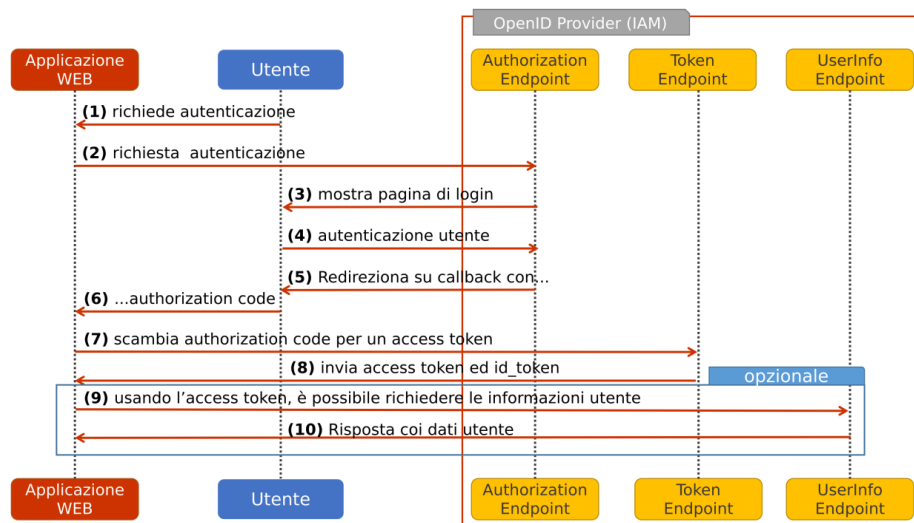 OpenID Provider (IAM)
Applicazione
WEB
Utente
Authorization
Endpoint
Token
Endpoint
UserInfo
Endpoint
(1) richiede autenticazione
(2) richiesta autenticazione
(3) mostra pagina di login
(4) autenticazione utente
(5) Redireziona su callback con...
(6) ...authorization code
(7) scambia authorization code per un access token
(8) invia access token ed id_token
opzionale
(9) usando l’access token, è possibile richiedere le informazioni utente
(10) Risposta coi dati utente
Applicazione
WEB
Utente
Authorization
Endpoint
Token
Endpoint
UserInfo
Endpoint